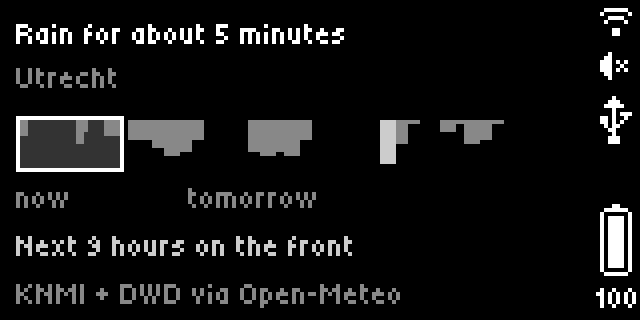 Rain for about 5 minutes
Utrecht
now tomorrow
Next 9 hours on the front
KNMI + DWD via Open-Meteo
100